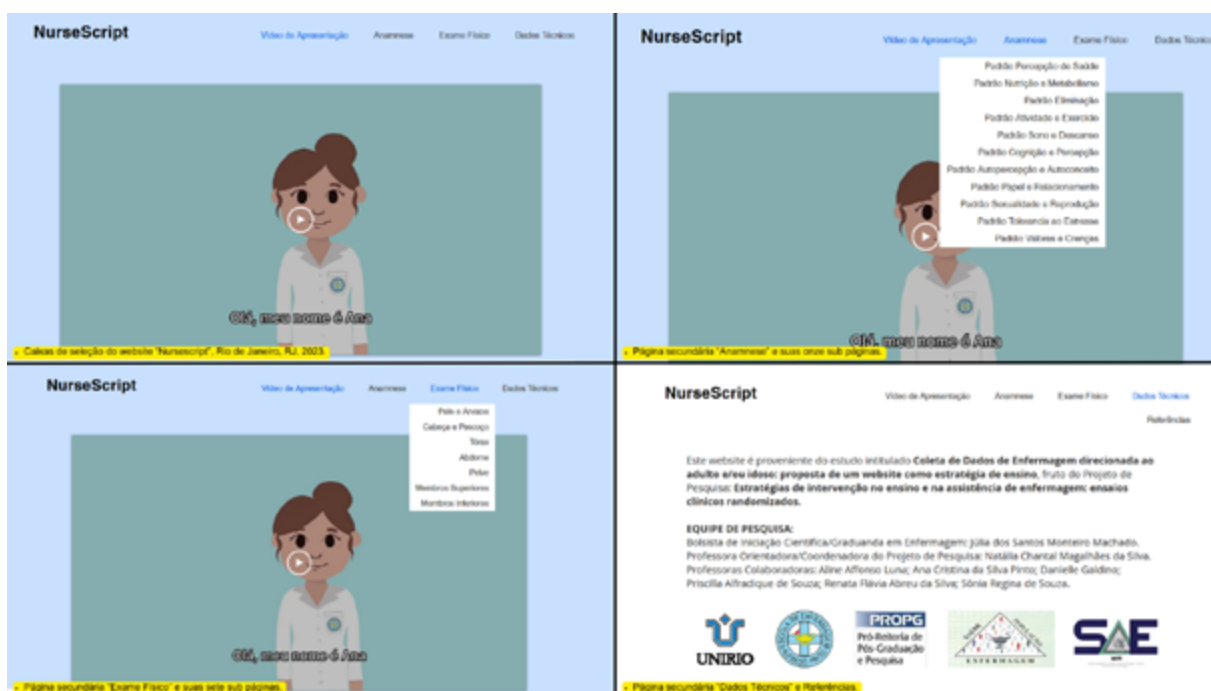 NurseScript
Vídeo de Apresentação Anamnese Exame Físico Dados Técnicos
Olá, meu nome é Ana
Caixas de seleção do website "Nursescript", Rio de Janeiro, RJ, 2023.
NurseScript
Vídeo de Apresentação Anamnese Exame Físico Dados Técnico
Padrão Percepção de Saúde
Padrão Nutrição e Metabolismo
Padrão Eliminação
Padrão Atividade e Exercício
Padrão Sono e Descanso
Padrão Cognição e Percepção
Padrão Autopercepção e Autoconceito
Padrão Papel e Relacionamento
Padrão Sexualidade e Reprodução
Padrão Tolerancia ao Estresse
Padrão Valores e Crenças
Olá, meu nome é Ana
Página secundária "Anamnese" e suas onze sub páginas.
NurseScript
Vídeo de Apresentação Anamnese Exame Físico Dados Técnicos
Pele e Anexos
Cabeça e Pescoço
Tórax
Abdome
Pelve
Membros Superiores
Membros Inferiores
Olá, meu nome é Ana
Página secundária "Exame Físico" e suas sete sub páginas.
NurseScript
Vídeo de Apresentação Anamnese Exame Físico Dados Técnicos
Referências
Este website é proveniente do estudo intitulado Coleta de Dados de Enfermagem direcionada ao
adulto e/ou idoso: proposta de um website como estratégia de ensino, fruto do Projeto de
Pesquisa: Estratégias de intervenção no ensino e na assistência de enfermagem: ensaios
clínicos randomizados.
EQUIPE DE PESQUISA:
Bolsista de Iniciação Científica/Graduanda em Enfermagem: Júlia dos Santos Monteiro Machado.
Professora Orientadora/Coordenadora do Projeto de Pesquisa: Natália Chantal Magalhães da Silva.
Professoras Colaboradoras: Aline Affonso Luna; Ana Cristina da Silva Pinto; Danielle Galdino;
Priscilla Alfradique de Souza; Renata Flávia Abreu da Silva; Sônia Regina de Souza.
UNIRIO
PROPG
Pró-Reitoria de
Pós-Graduação
e Pesquisa
ENFERMAGEM
SAE
Página secundária "Dados Técnicos" e Referências.